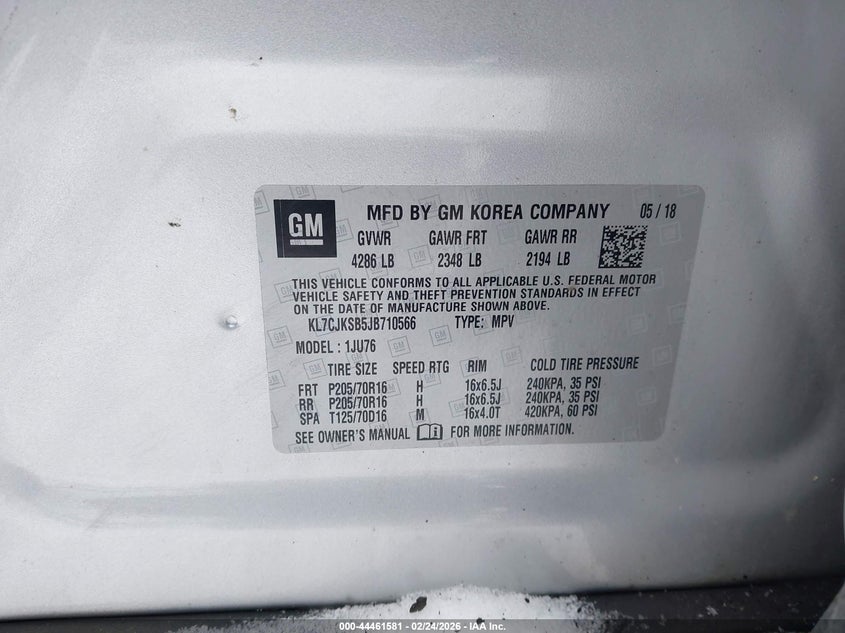 GM MFD BY GM KOREA COMPANY 05 / 18
GVWR GAWR FRT GAWR RR
4286 LB 2348 LB 2194 LB
THIS VEHICLE CONFORMS TO ALL APPLICABLE U.S. FEDERAL MOTOR
VEHICLE SAFETY AND THEFT PREVENTION STANDARDS IN EFFECT
ON THE DATE OF MANUFACTURE SHOWN ABOVE.
KL7CJKSB5JB710566 TYPE: MPV
MODEL : 1JU76
TIRE SIZE SPEED RTG RIM COLD TIRE PRESSURE
FRT P205/70R16 H 16x6.5J 240KPA, 35 PSI
RR P205/70R16 H 16x6.5J 240KPA, 35 PSI
SPA T125/70D16 M 16x4.0T 420KPA, 60 PSI
SEE OWNER'S MANUAL FOR MORE INFORMATION.
000-44461581 - 02/24/2026 - IAA Inc.